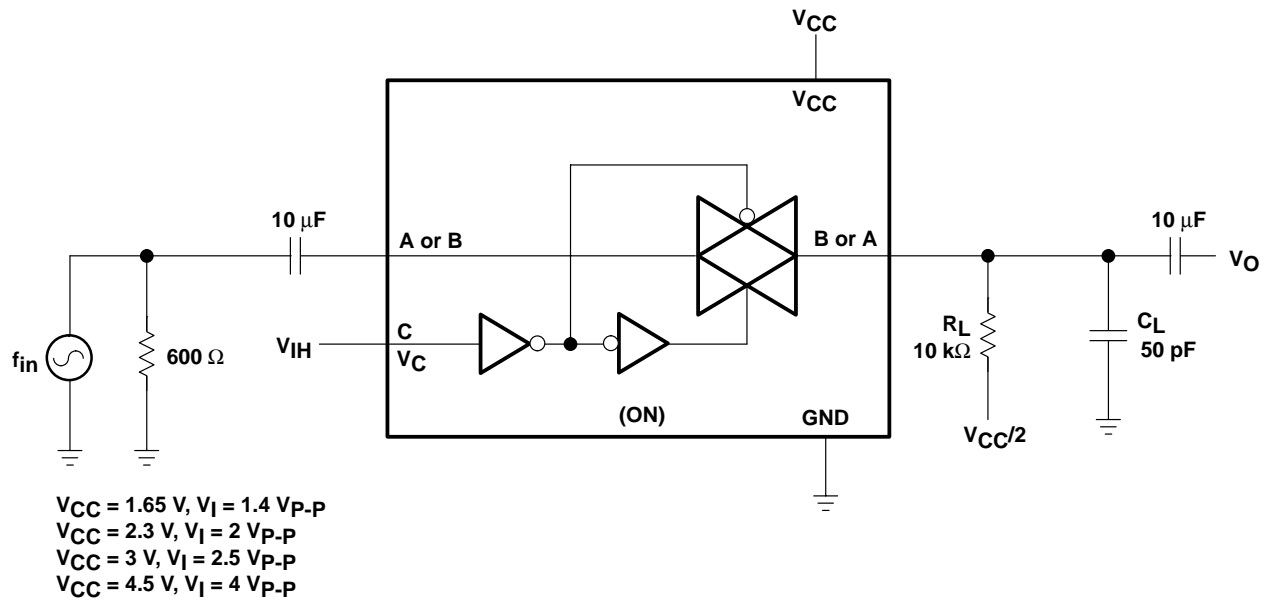 VCC
VCC
10 μF
A or B
B or A
10 μF
VO
fin
600 Ω
VIH
C
VC
RL
10 kΩ
CL
50 pF
(ON)
GND
VCC/2
VCC = 1.65 V, VI = 1.4 VP-P
VCC = 2.3 V, VI = 2 VP-P
VCC = 3 V, VI = 2.5 VP-P
VCC = 4.5 V, VI = 4 VP-P